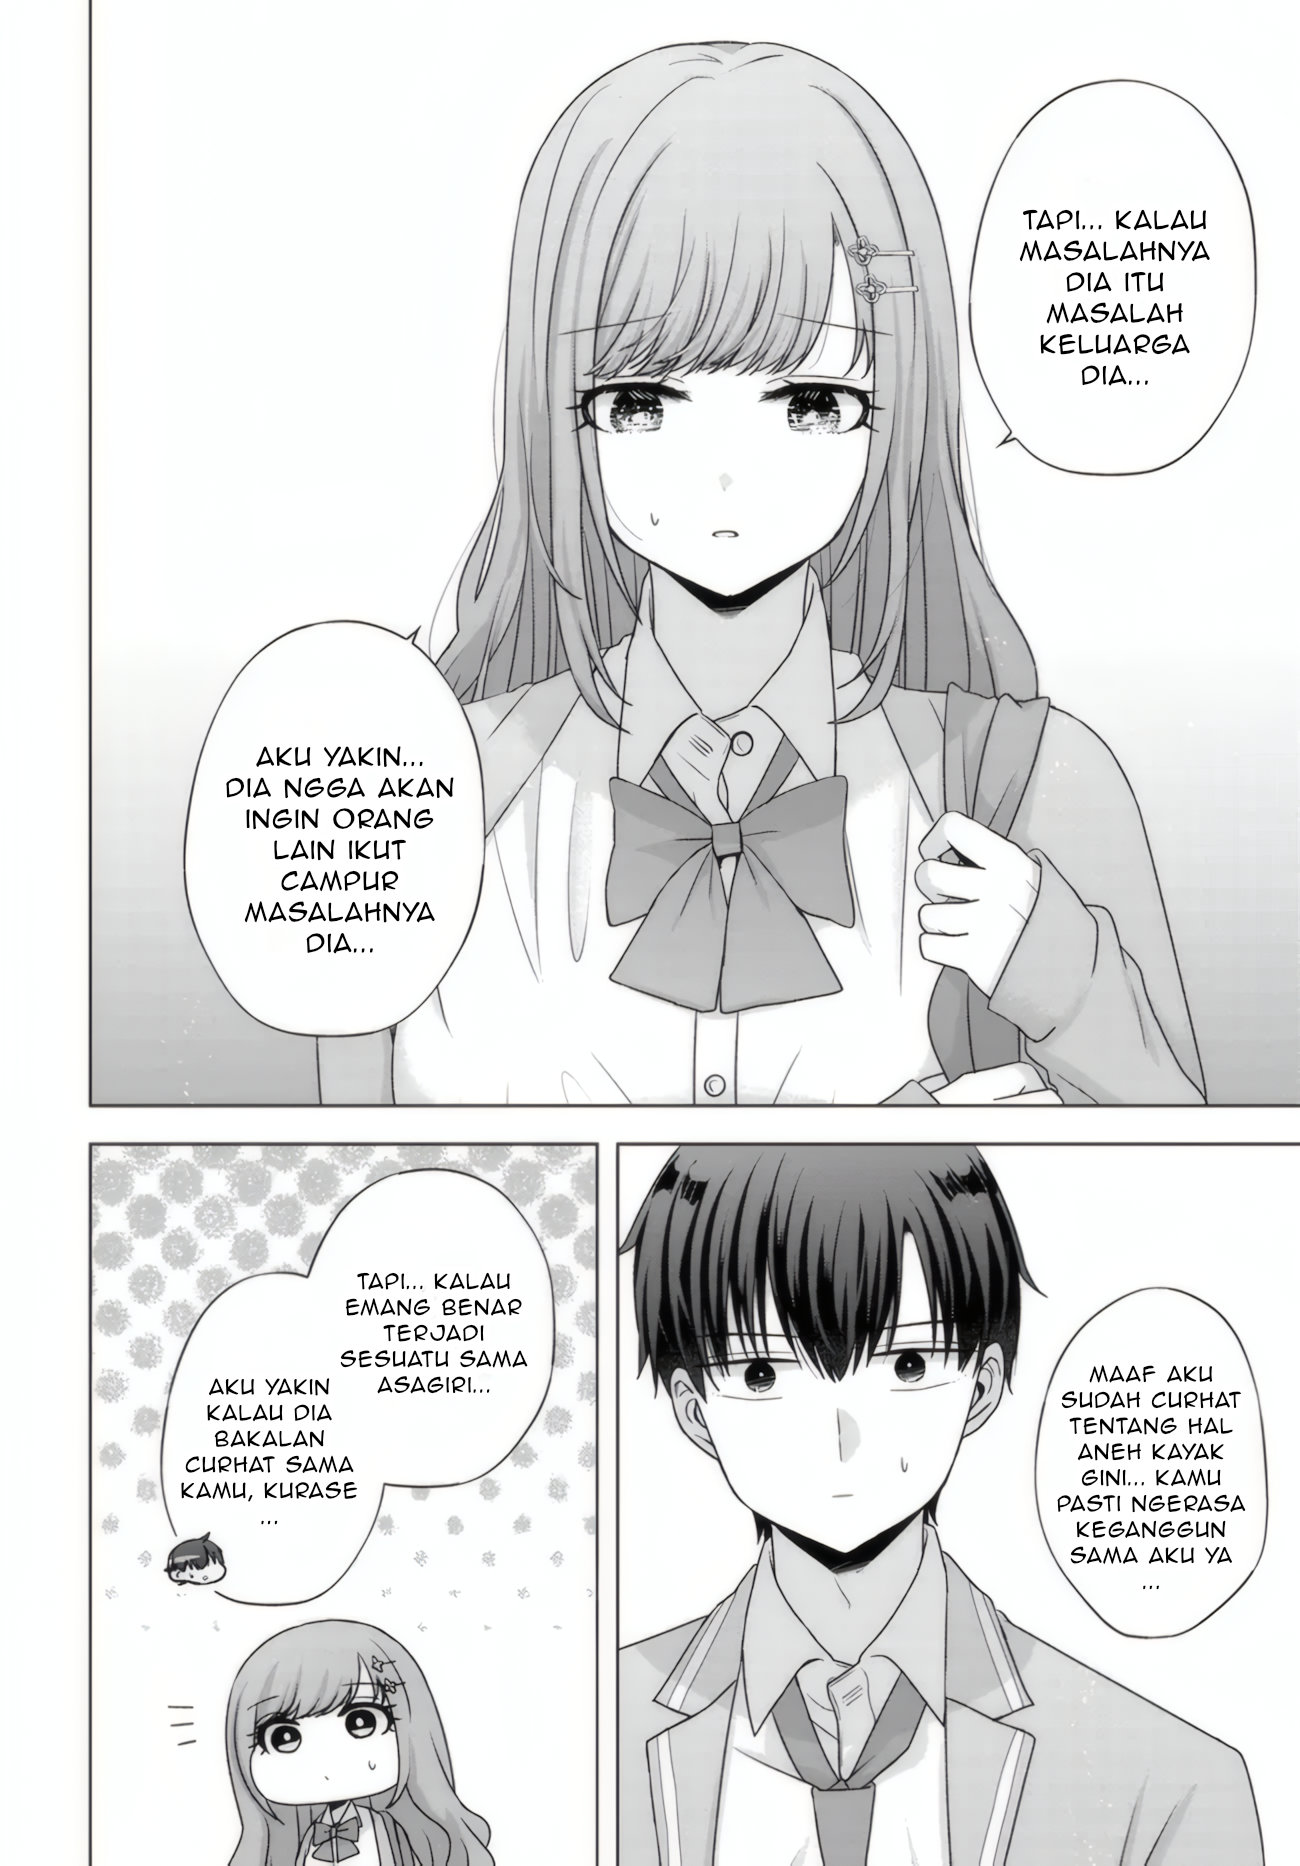 TAPI... KALAU
MASALAHNYA
DIA ITU
MASALAH
KELUARGA
DIA...
AKU YAKIN...
DIA NGGA AKAN
INGIN ORANG
LAIN IKUT
CAMPUR
MASALAHNYA
DIA...
MAAF AKU
SUDAH CURHAT
TENTANG HAL
ANEH KAYAK
GINI... KAMU
PASTI NGERASA
KEGANGGUN
SAMA AKU YA
...
TAPI... KALAU
EMANG BENAR
TERJADI
SESUATU SAMA
ASAGIRI...
AKU YAKIN
KALAU DIA
BAKALAN
CURHAT SAMA
KAMU, KURASE
...